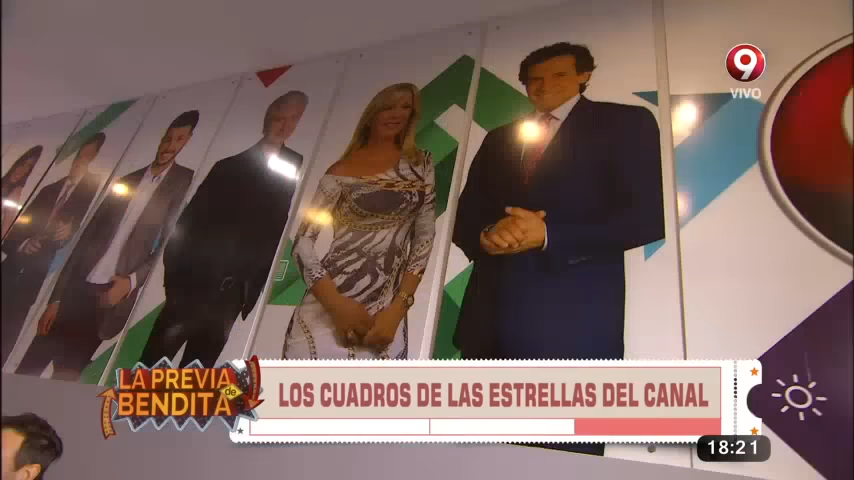 9
VIVO
LA PREVIA
de
BENDITA
LOS CUADROS DE LAS ESTRELLAS DEL CANAL
18:21